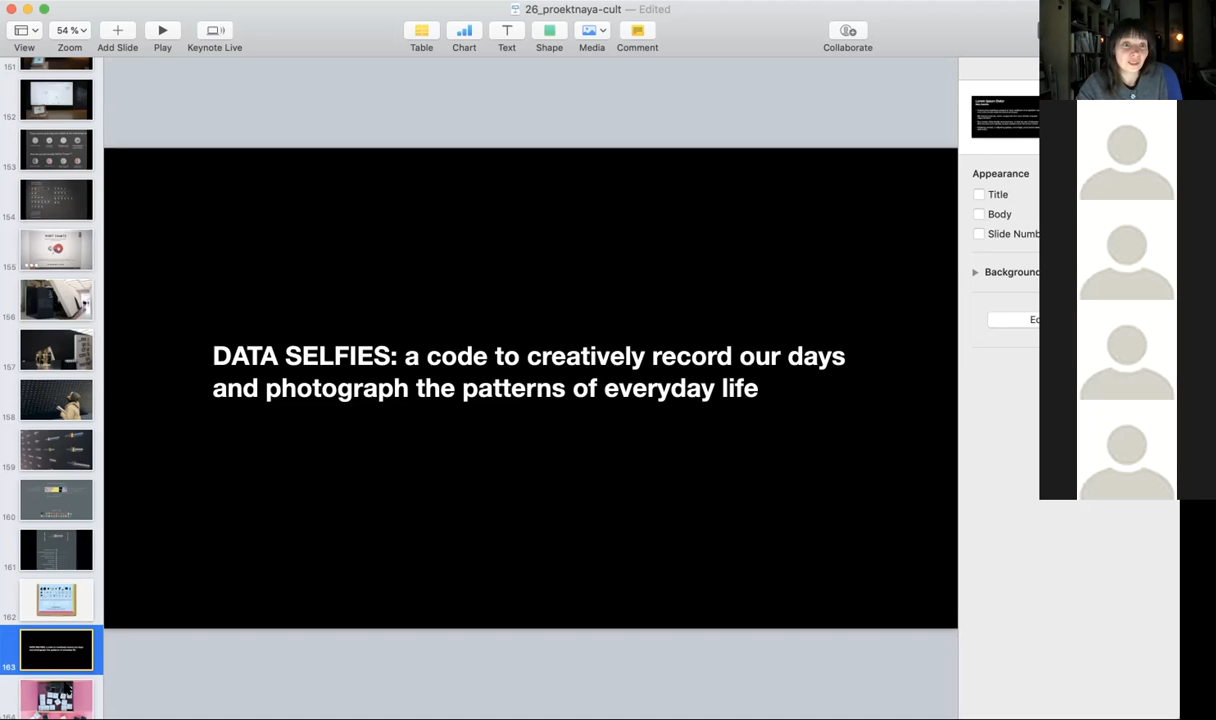 26_proektnaya-cult — Edited
54 %
View
Zoom
Add Slide
Play
Keynote Live
Table
Chart
Text
Shape
Media
Comment
Collaborate
151
152
153
154
155
156
157
158
159
160
161
162
163
164
DATA SELFIES: a code to creatively record our days
and photograph the patterns of everyday life
Appearance
Title
Body
Slide Numb
Background